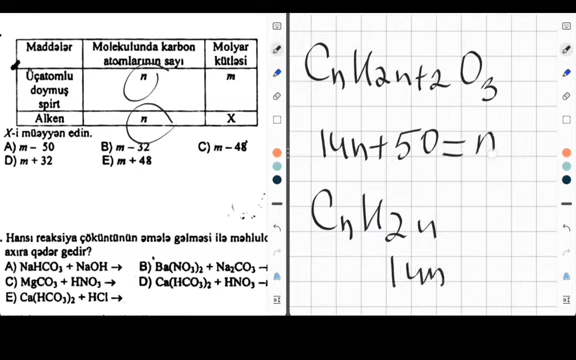 Maddələr Molekulunda karbon atomlarının sayı Molyar kütləsi
Üçatomlu doymuş spirt n m
Alken n X
X-i müəyyən edin.
A) m – 50 B) m – 32 C) m – 48
D) m + 32 E) m + 48
. Hansı reaksiya çöküntünün əmələ gəlməsi ilə məhlulda
axıra qədər gedir?
A) NaHCO3 + NaOH → B) Ba(NO3)2 + Na2CO3 →
C) MgCO3 + HNO3 → D) Ca(HCO3)2 + HNO3 →
E) Ca(HCO3)2 + HCl →
CnH2n+2O3
14n+50=n
CnH2n
14n